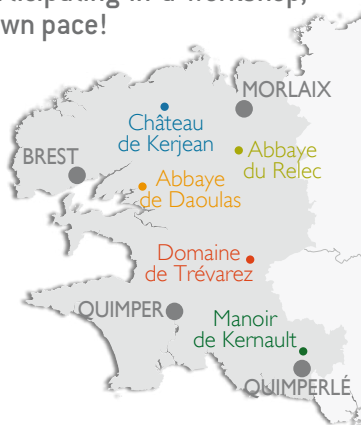 own pace!
MORLAIX
Château
de Kerjean
BREST
Abbaye
du Relec
Abbaye
de Daoulas
Domaine
de Trévarez
QUIMPER
Manoir
de Kernault
QUIMPERLÉ